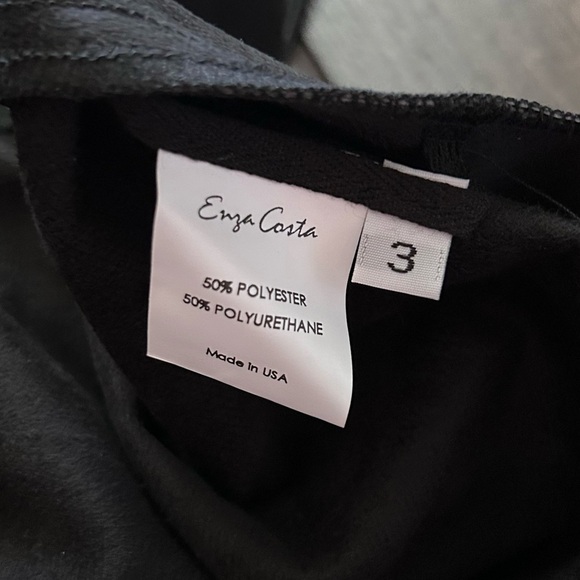 Enza Costa
3
50% POLYESTER
50% POLYURETHANE
Made in USA